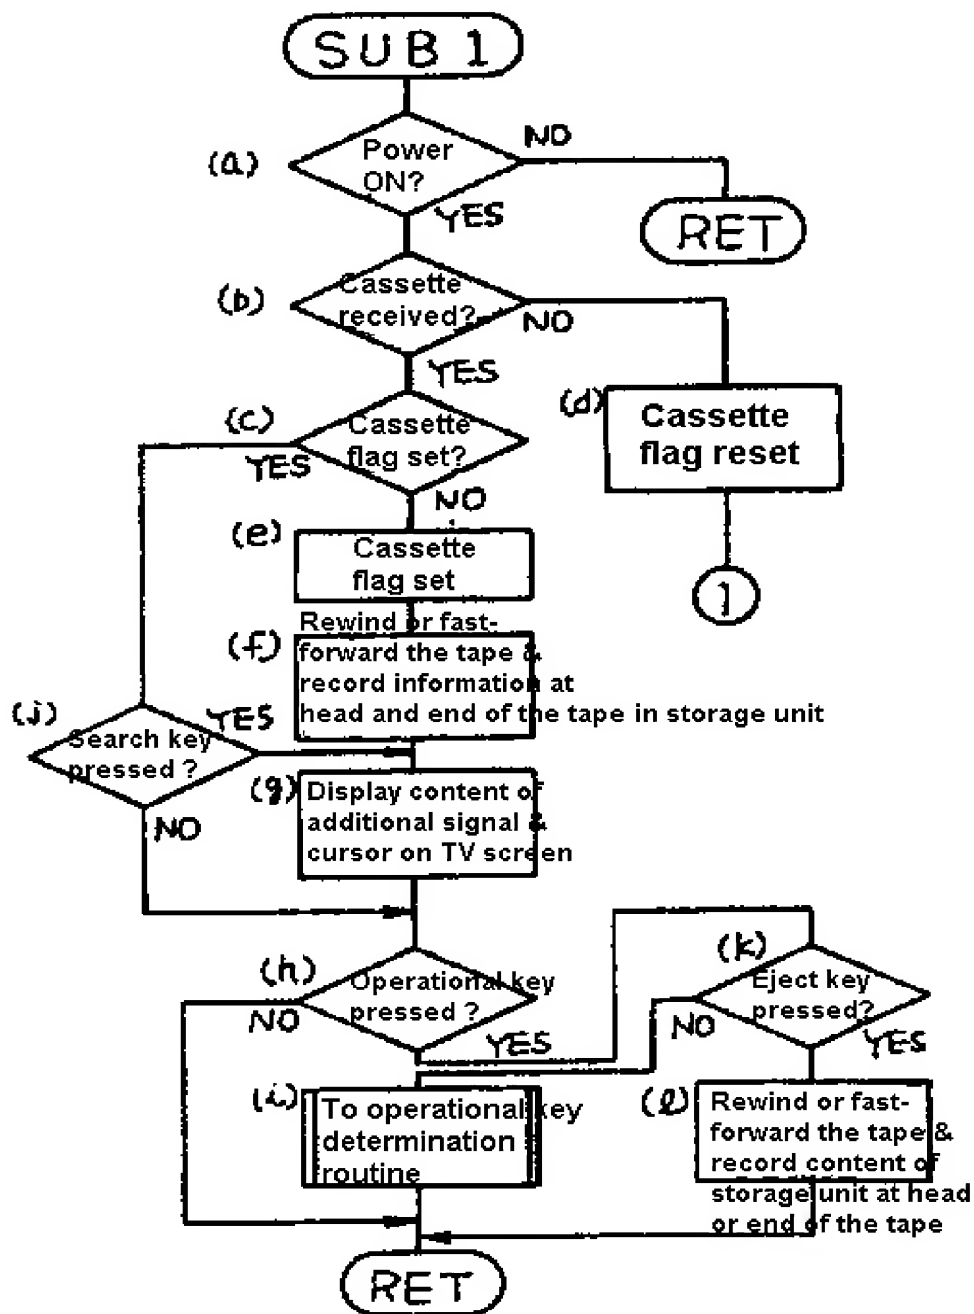 SUB 1
(a)
Power
ON?
NO
YES
RET
(b)
Cassette
received?
NO
YES
(c)
Cassette
flag set?
YES
NO
(d)
Cassette
flag reset
1
(e)
Cassette
flag set
(f)
Rewind or fast-
forward the tape &
record information at
head and end of the tape in storage unit
(j)
Search key
pressed ?
YES
NO
(g)
Display content of
additional signal &
cursor on TV screen
(h)
Operational key
pressed ?
NO
YES
(k)
Eject key
pressed?
NO
YES
(i)
To operational key
determination
routine
(l)
Rewind or fast-
forward the tape &
record content of
storage unit at head
or end of the tape
RET